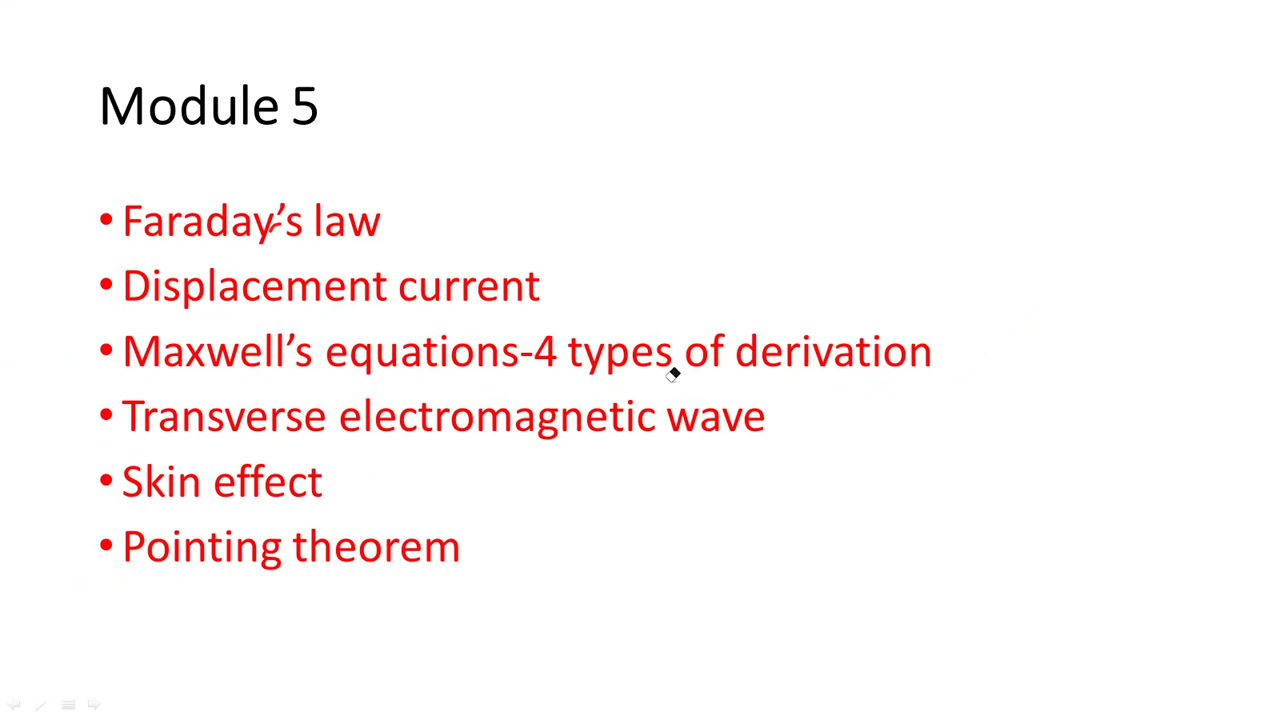 Module 5
• Faraday's law
• Displacement current
• Maxwell's equations-4 types of derivation
• Transverse electromagnetic wave
• Skin effect
• Pointing theorem